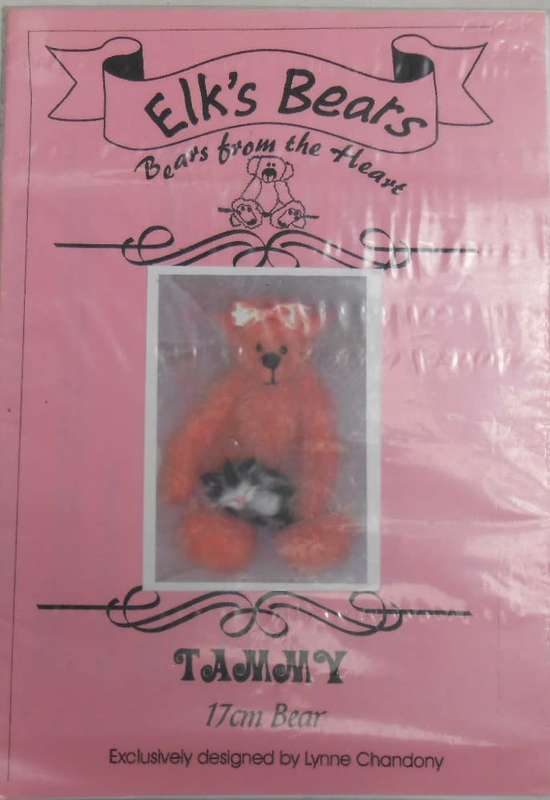 Elk's Bears
Bears from the Heart
TAMMY
17cm Bear
Exclusively designed by Lynne Chandony